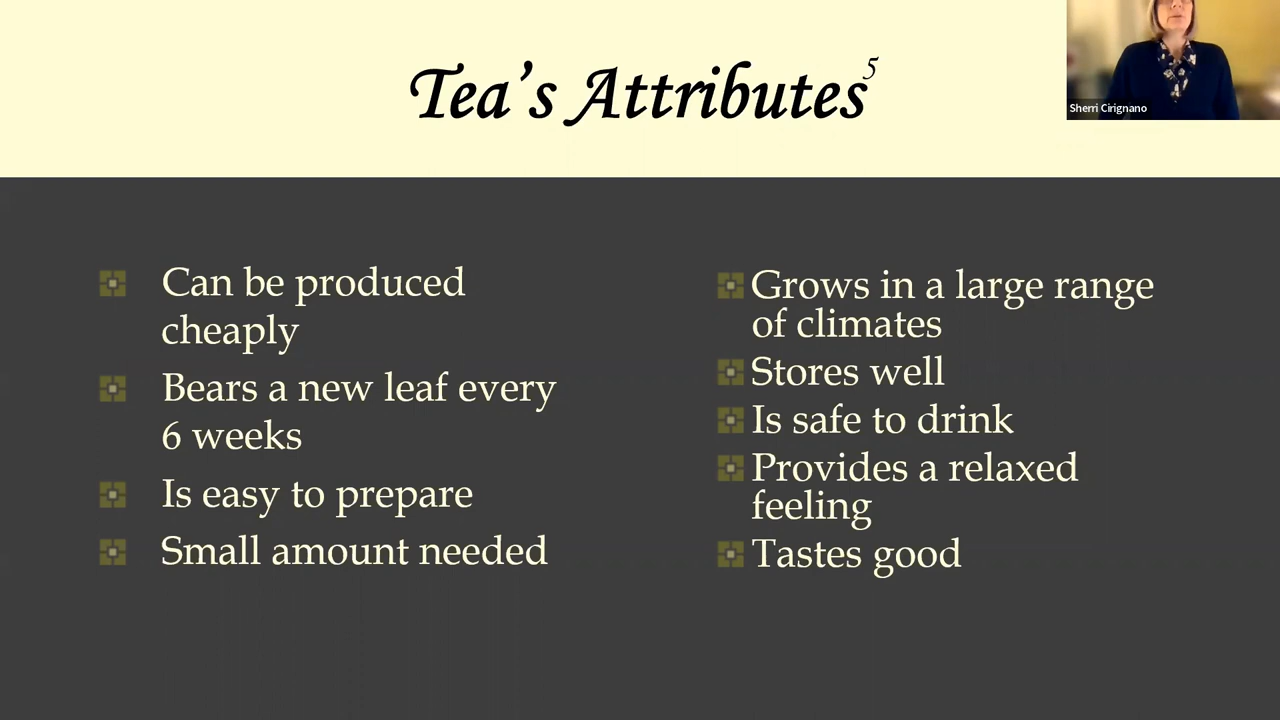 Tea's Attributes5
Sherri Cirignano
Can be produced
cheaply
Bears a new leaf every
6 weeks
Is easy to prepare
Small amount needed
Grows in a large range
of climates
Stores well
Is safe to drink
Provides a relaxed
feeling
Tastes good